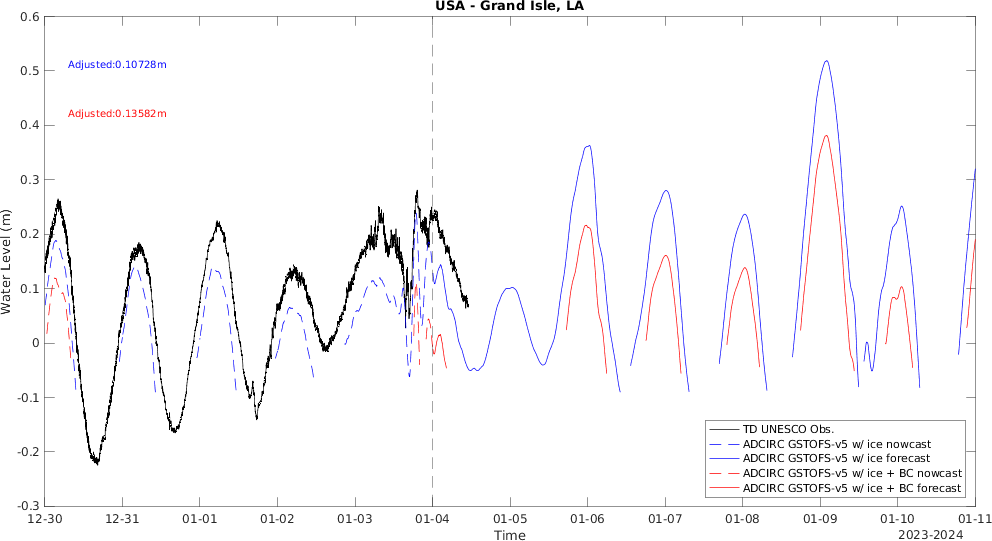 USA - Grand Isle, LA
0.6
0.5
0.4
0.3
0.2
0.1
0
-0.1
-0.2
-0.3
Water Level (m)
Adjusted:0.10728m
Adjusted:0.13582m
TD UNESCO Obs.
ADCIRC GSTOFS-v5 w/ ice nowcast
ADCIRC GSTOFS-v5 w/ ice forecast
ADCIRC GSTOFS-v5 w/ ice + BC nowcast
ADCIRC GSTOFS-v5 w/ ice + BC forecast
12-30 12-31 01-01 01-02 01-03 01-04 01-05 01-06 01-07 01-08 01-09 01-10 01-11
Time
2023-2024